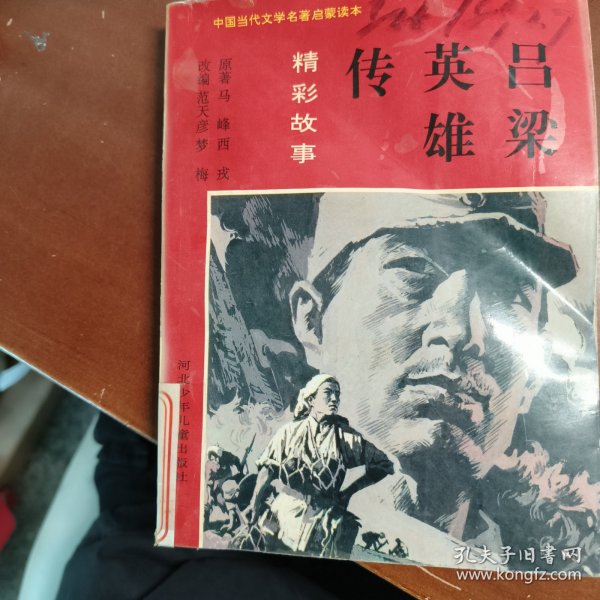 中国当代文学名著启蒙读本
吕梁
英雄
传
精彩故事
原著 马峰 西戎
改编 范天彦 梦梅
河北少年儿童出版社
孔夫子旧书网
www.kongfz.com